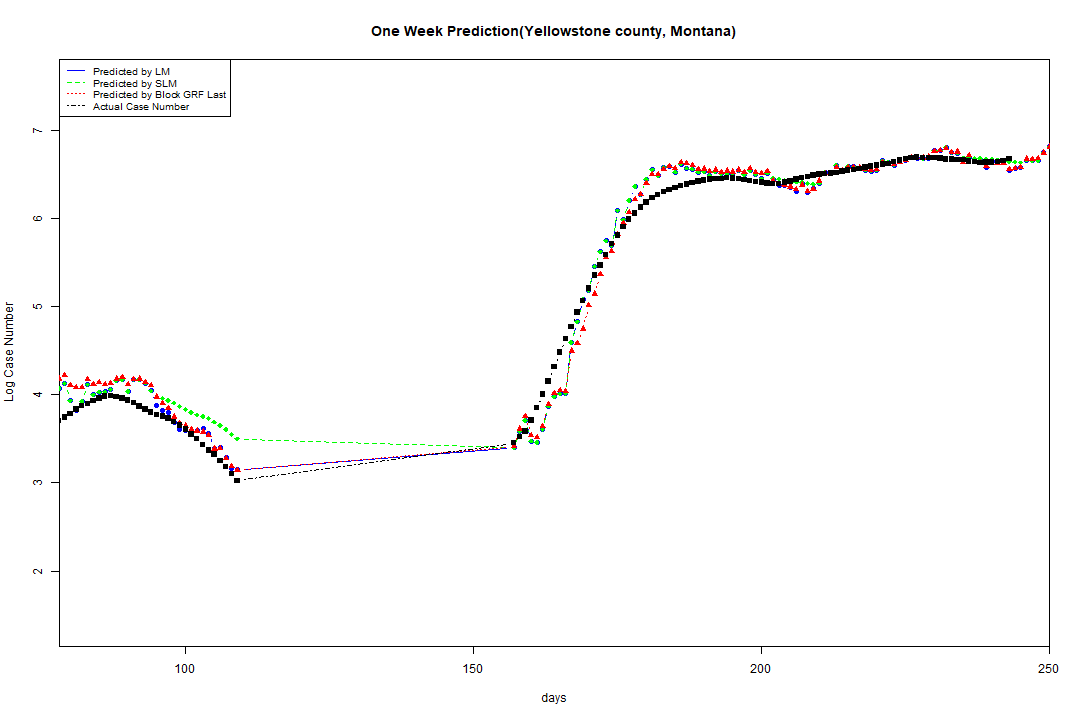 One Week Prediction(Yellowstone county, Montana)
Predicted by LM
Predicted by SLM
Predicted by Block GRF Last
Actual Case Number
7
6
5
4
3
2
Log Case Number
100
150
200
250
days